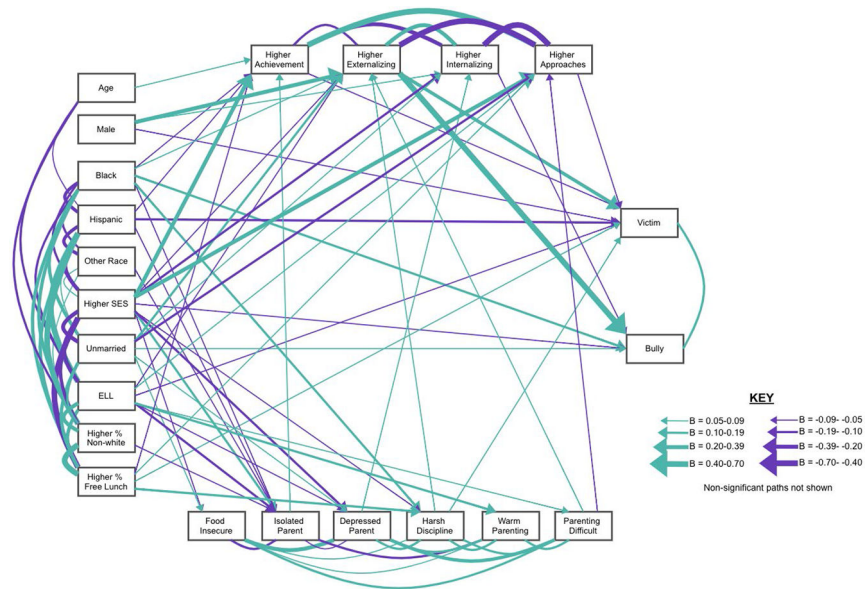 Higher
Achievement
Higher
Externalizing
Higher
Internalizing
Higher
Approaches
Age
Male
Black
Hispanic
Other Race
Higher SES
Unmarried
ELL
Higher %
Non-white
Higher %
Free Lunch
Victim
Bully
KEY
B = 0.05-0.09
B = -0.09- -0.05
B = 0.10-0.19
B = -0.19- -0.10
B = 0.20-0.39
B = -0.39- -0.20
B = 0.40-0.70
B = -0.70- -0.40
Non-significant paths not shown
Food
Insecure
Isolated
Parent
Depressed
Parent
Harsh
Discipline
Warm
Parenting
Parenting
Difficult